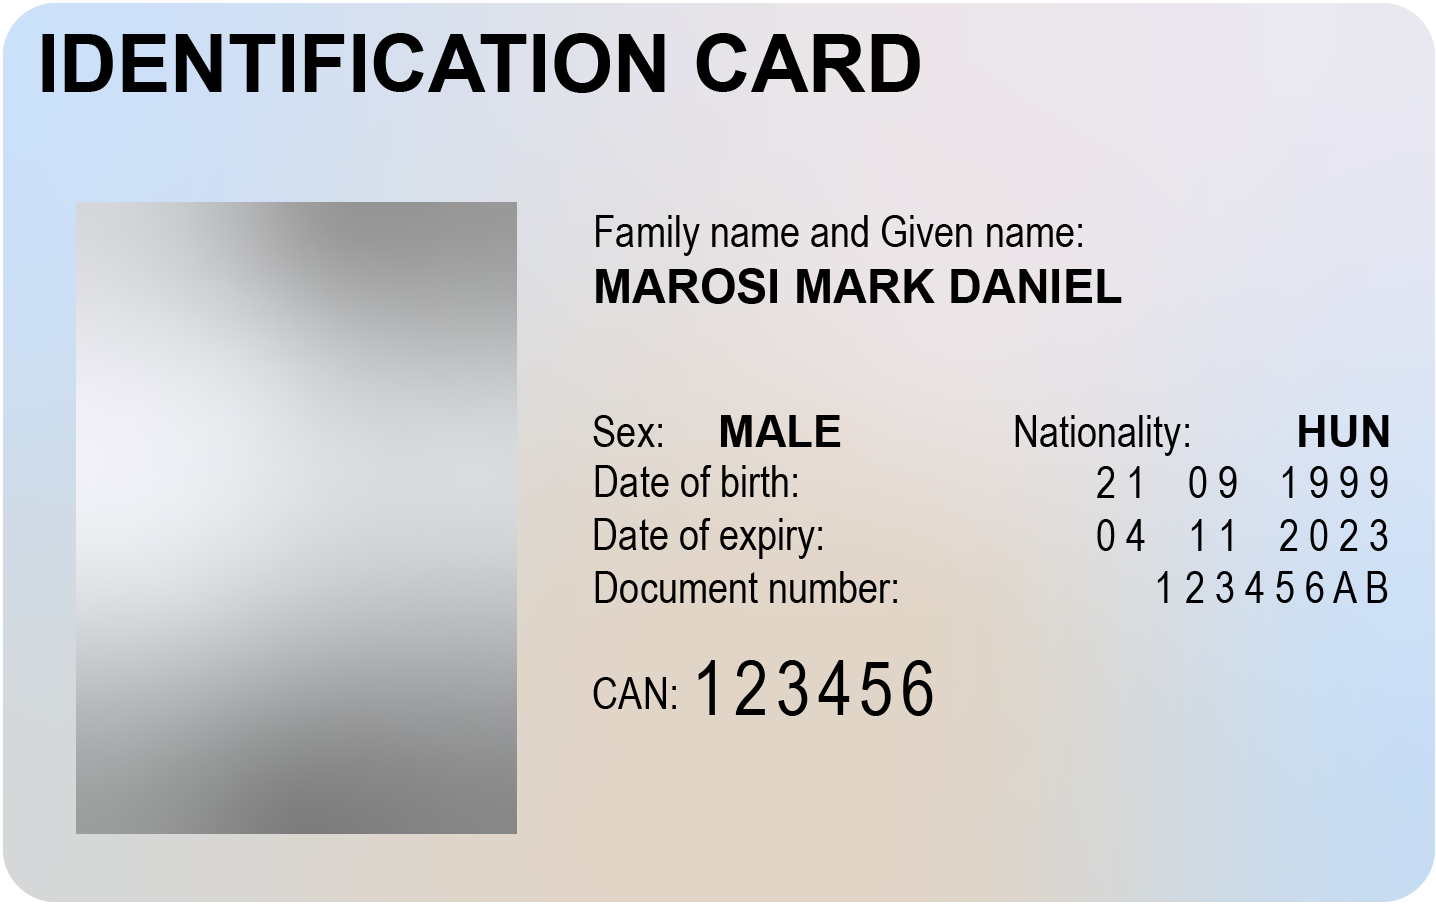 IDENTIFICATION CARD
Family name and Given name:
MAROSI MARK DANIEL
Sex: MALE Nationality: HUN
Date of birth: 21 09 1999
Date of expiry: 04 11 2023
Document number: 123456AB
CAN: 123456